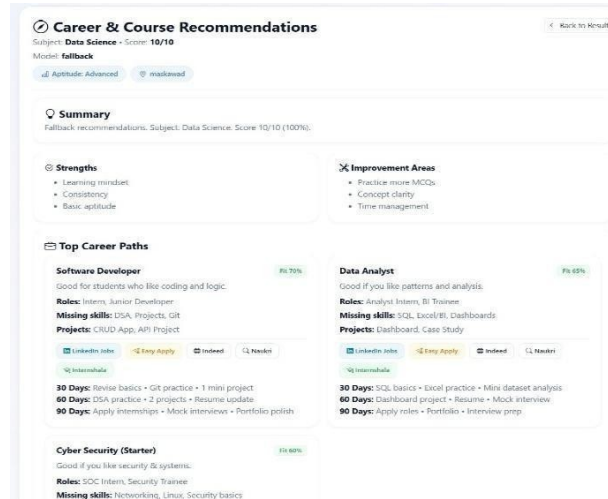 Career & Course Recommendations
Back to Result
Subject: Data Science • Score: 10/10
Model: fallback
Aptitude: Advanced
maskawad
Summary
Fallback recommendations. Subject: Data Science. Score 10/10 (100%).
Strengths
• Learning mindset
• Consistency
• Basic aptitude
Improvement Areas
• Practice more MCQs
• Concept clarity
• Time management
Top Career Paths
Software Developer
Fit 70%
Good for students who like coding and logic.
Roles: Intern, Junior Developer
Missing skills: DSA, Projects, Git
Projects: CRUD App, API Project
LinkedIn Jobs
Easy Apply
Indeed
Naukri
Internshala
30 Days: Revise basics • Git practice • 1 mini project
60 Days: DSA practice • 2 projects • Resume update
90 Days: Apply internships • Mock interviews • Portfolio polish
Data Analyst
Fit 65%
Good if you like patterns and analysis.
Roles: Analyst Intern, BI Trainee
Missing skills: SQL, Excel/BI, Dashboards
Projects: Dashboard, Case Study
LinkedIn Jobs
Easy Apply
Indeed
Naukri
Internshala
30 Days: SQL basics • Excel practice • Mini dataset analysis
60 Days: Dashboard project • Resume • Mock interview
90 Days: Apply roles • Portfolio • Interview prep
Cyber Security (Starter)
Fit 60%
Good if you like security & systems.
Roles: SOC Intern, Security Trainee
Missing skills: Networking, Linux, Security basics